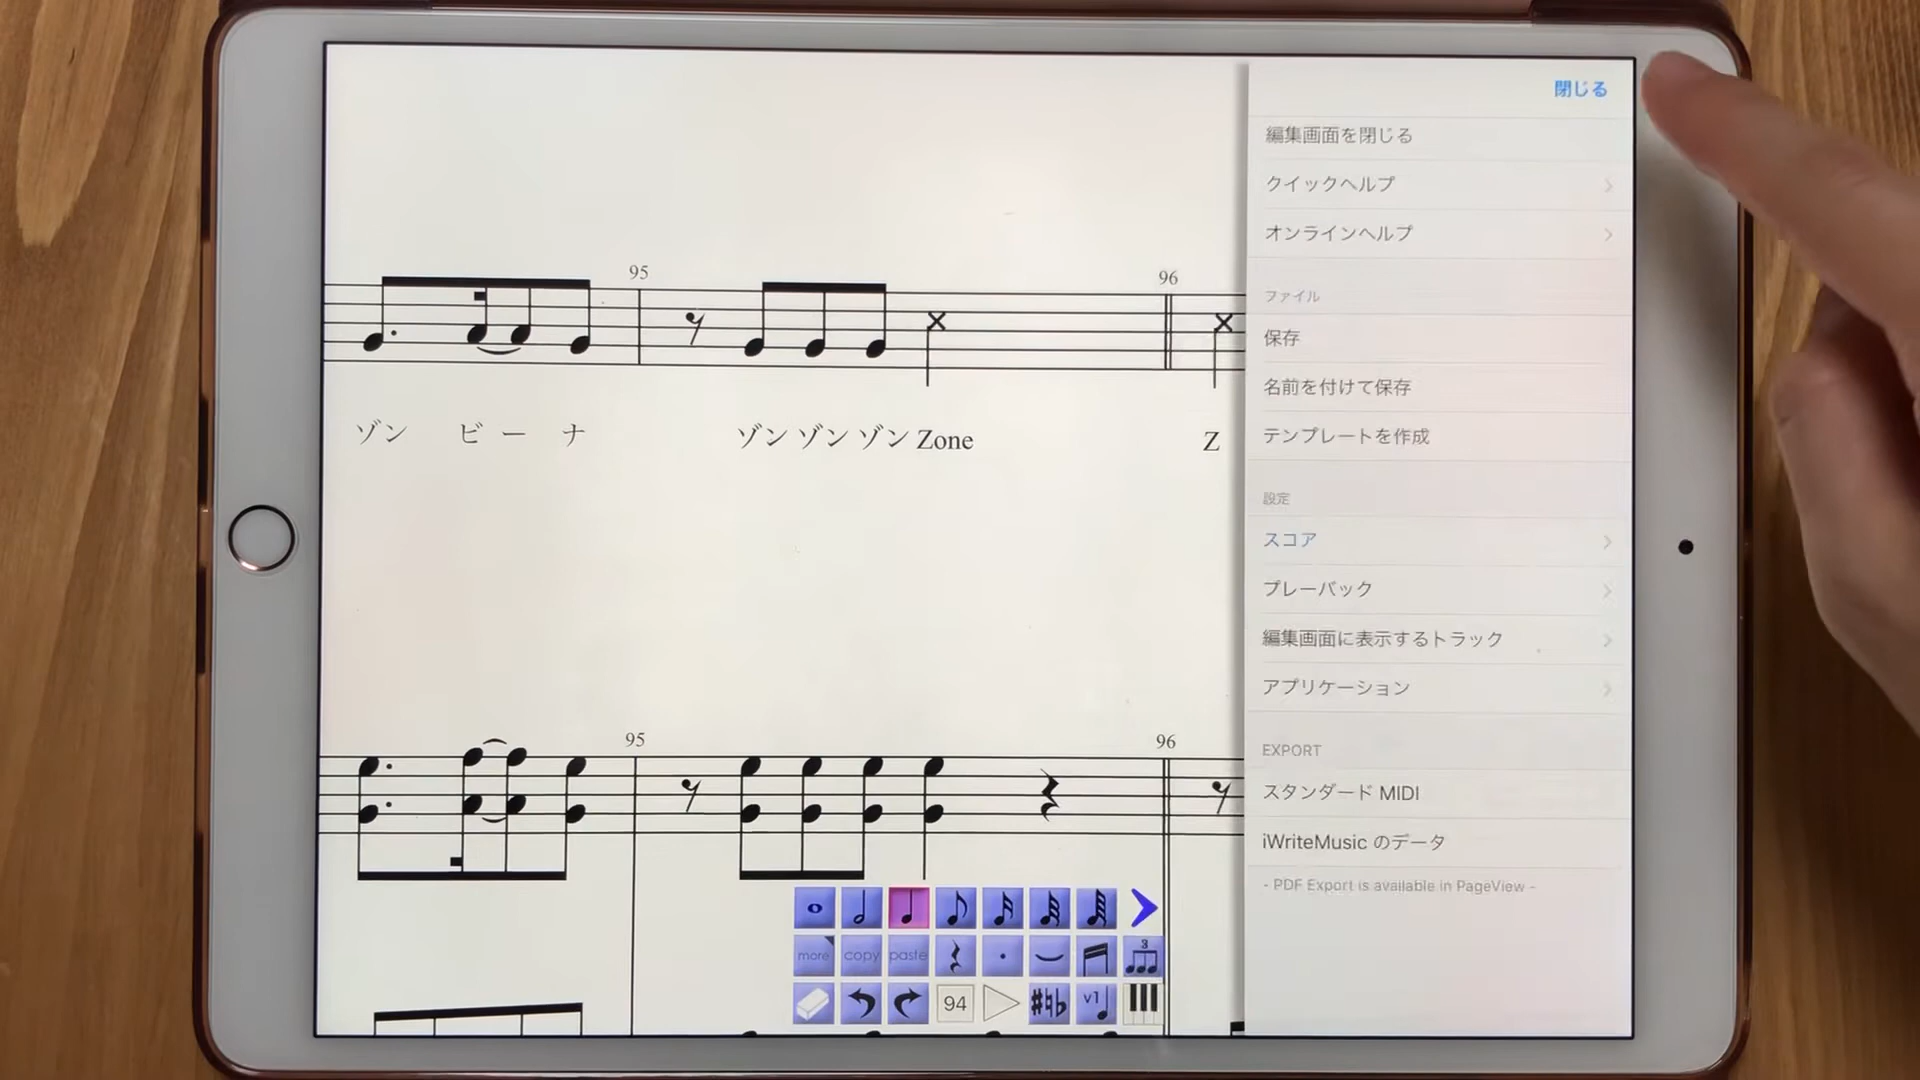 95
96
ゾン ビ ー ナ
ゾン ゾン ゾン Zone
Z
95
96
more
copy
paste
3
94
v1
閉じる
編集画面を閉じる
クイックヘルプ
オンラインヘルプ
ファイル
保存
名前を付けて保存
テンプレートを作成
設定
スコア
プレーバック
編集画面に表示するトラック
アプリケーション
EXPORT
スタンダード MIDI
iWriteMusic のデータ
- PDF Export is available in PageView -